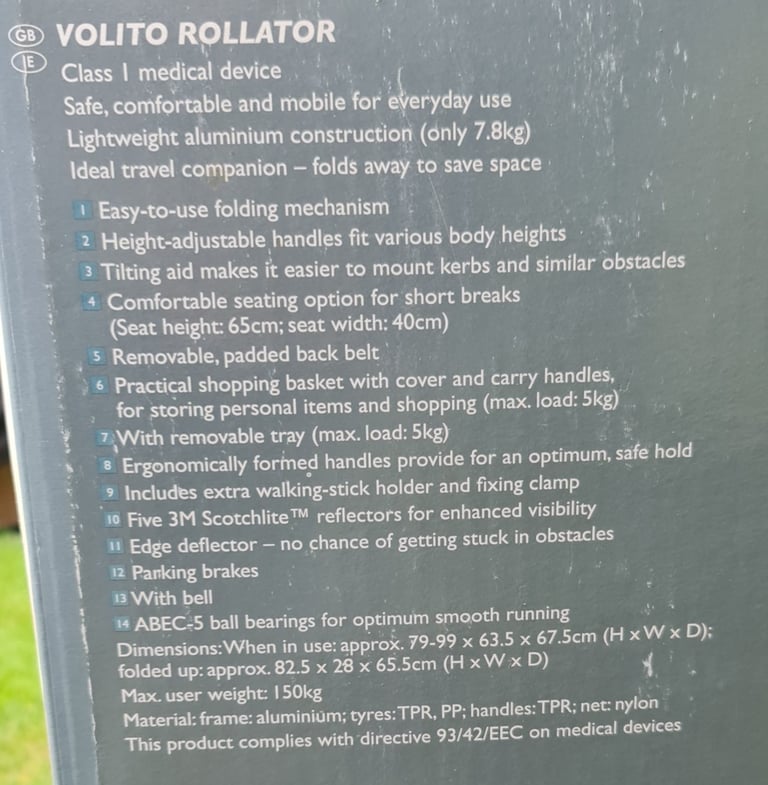 GB VOLITO ROLLATOR
IE
Class I medical device
Safe, comfortable and mobile for everyday use
Lightweight aluminium construction (only 7.8kg)
Ideal travel companion – folds away to save space
1 Easy-to-use folding mechanism
2 Height-adjustable handles fit various body heights
3 Tilting aid makes it easier to mount kerbs and similar obstacles
4 Comfortable seating option for short breaks
(Seat height: 65cm; seat width: 40cm)
5 Removable, padded back belt
6 Practical shopping basket with cover and carry handles,
for storing personal items and shopping (max. load: 5kg)
7 With removable tray (max. load: 5kg)
8 Ergonomically formed handles provide for an optimum, safe hold
9 Includes extra walking-stick holder and fixing clamp
10 Five 3M Scotchlite™ reflectors for enhanced visibility
11 Edge deflector – no chance of getting stuck in obstacles
12 Parking brakes
13 With bell
14 ABEC-5 ball bearings for optimum smooth running
Dimensions: When in use: approx. 79-99 x 63.5 x 67.5cm (H x W x D);
folded up: approx. 82.5 x 28 x 65.5cm (H x W x D)
Max. user weight: 150kg
Material: frame: aluminium; tyres: TPR, PP; handles: TPR; net: nylon
This product complies with directive 93/42/EEC on medical devices